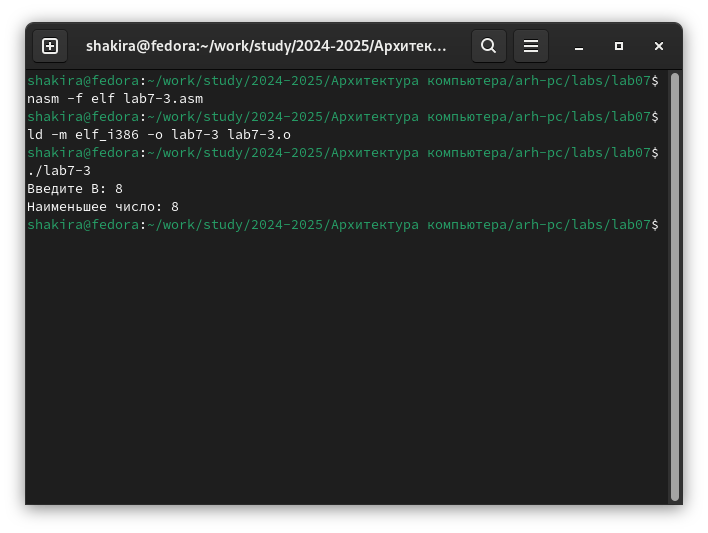 shakira@fedora:~/work/study/2024-2025/Архитек...
shakira@fedora:~/work/study/2024-2025/Архитектура компьютера/arh-pc/labs/lab07$
nasm -f elf lab7-3.asm
shakira@fedora:~/work/study/2024-2025/Архитектура компьютера/arh-pc/labs/lab07$
ld -m elf_i386 -o lab7-3 lab7-3.o
shakira@fedora:~/work/study/2024-2025/Архитектура компьютера/arh-pc/labs/lab07$
./lab7-3
Введите B: 8
Наименьшее число: 8
shakira@fedora:~/work/study/2024-2025/Архитектура компьютера/arh-pc/labs/lab07$